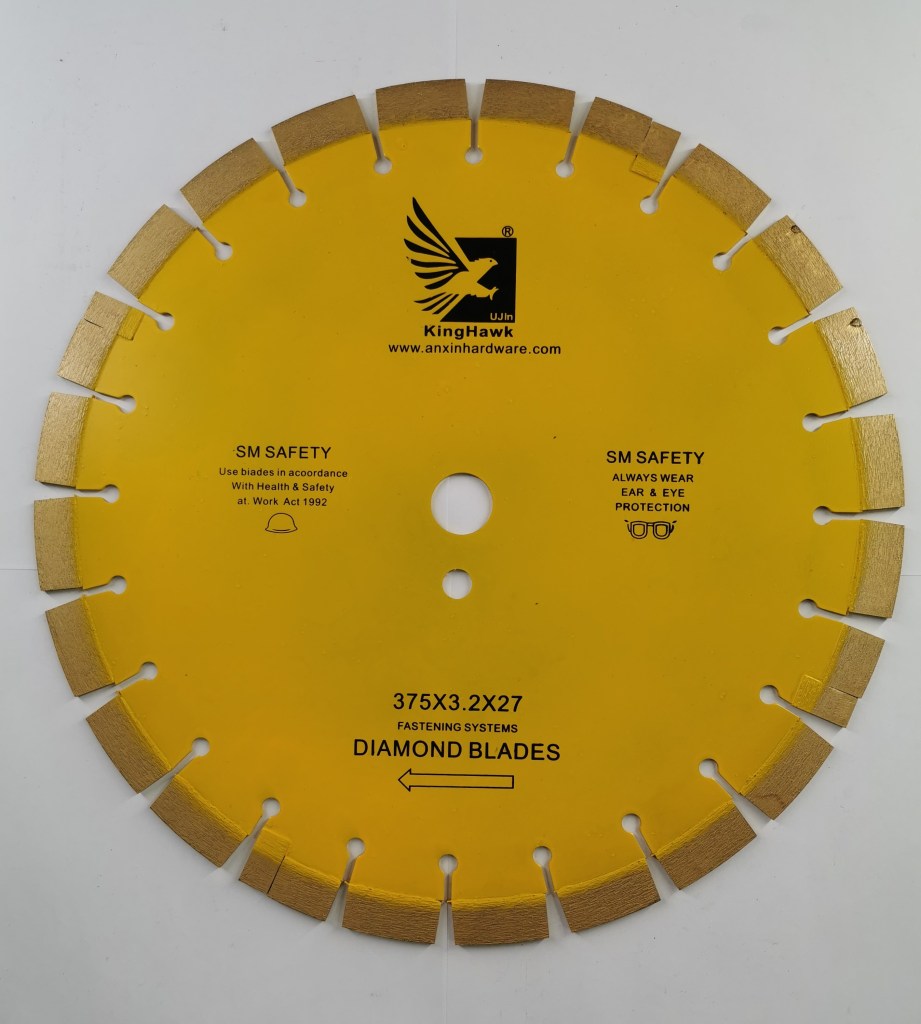 ®
UJIn
KingHawk
www.anxinhardware.com
SM SAFETY
Use blades in acoordance
With Health & Safety
at. Work Act 1992
SM SAFETY
ALWAYS WEAR
EAR & EYE
PROTECTION
375X3.2X27
FASTENING SYSTEMS
DIAMOND BLADES